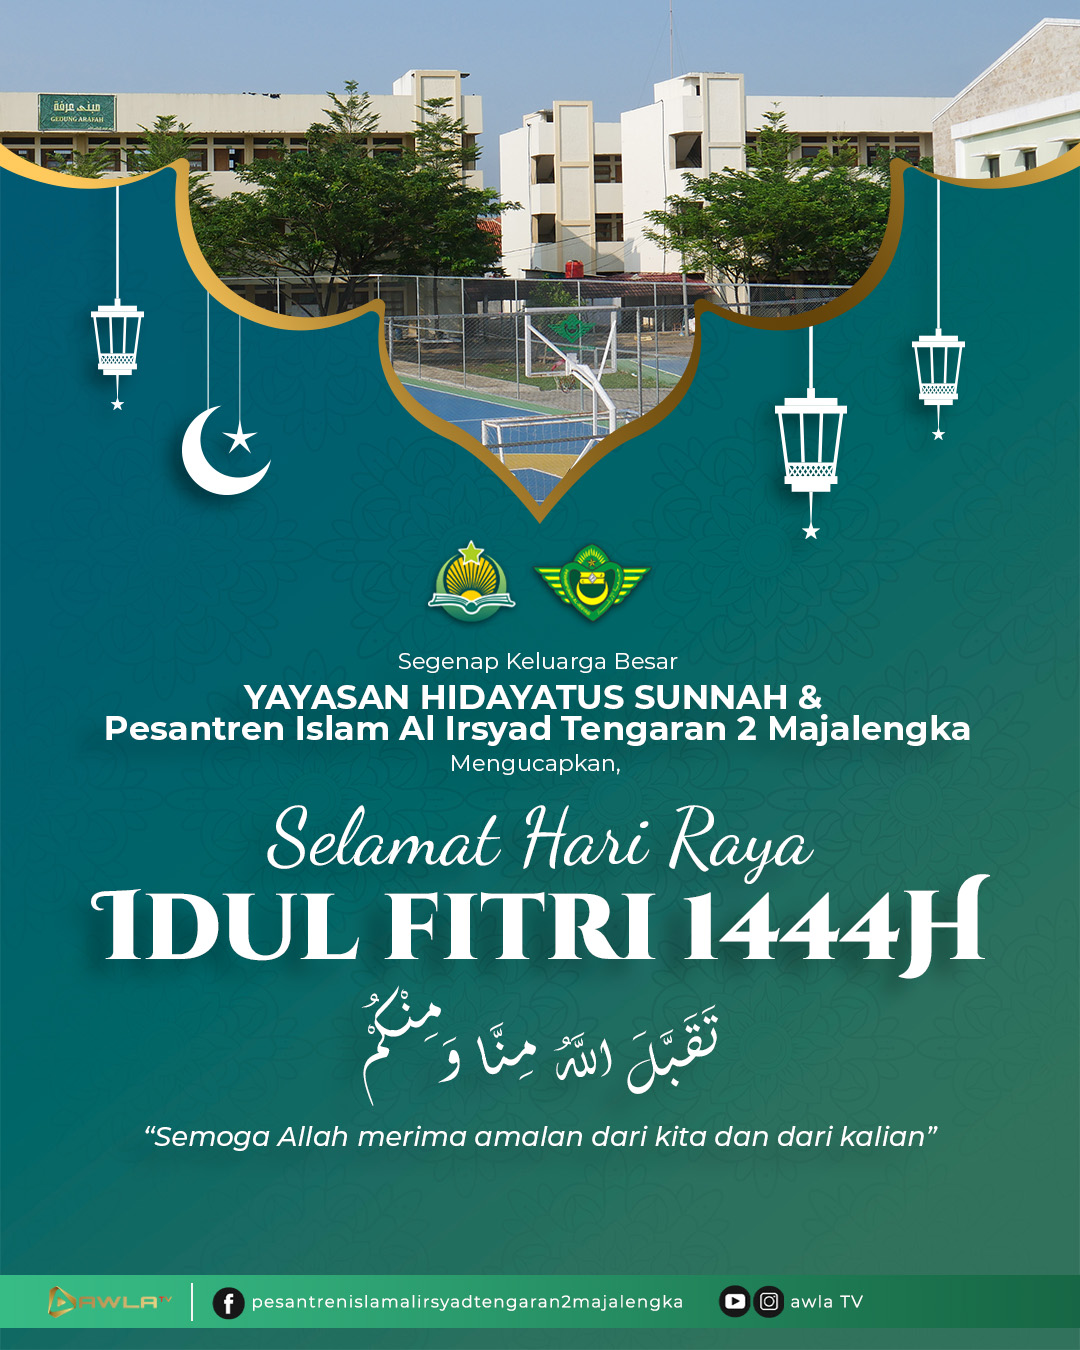 مبنى عرفة
GEDUNG ARAFAH
Segenap Keluarga Besar
YAYASAN HIDAYATUS SUNNAH &
Pesantren Islam Al Irsyad Tengaran 2 Majalengka
Mengucapkan,
Selamat Hari Raya
IDUL FITRI 1444H
تَقَبَّلَ اللَّهُ مِنَّا وَمِنْكُمْ
“Semoga Allah merima amalan dari kita dan dari kalian”
AWLA TV
pesantrenislamalirsyadtengaran2majalengka
awla TV